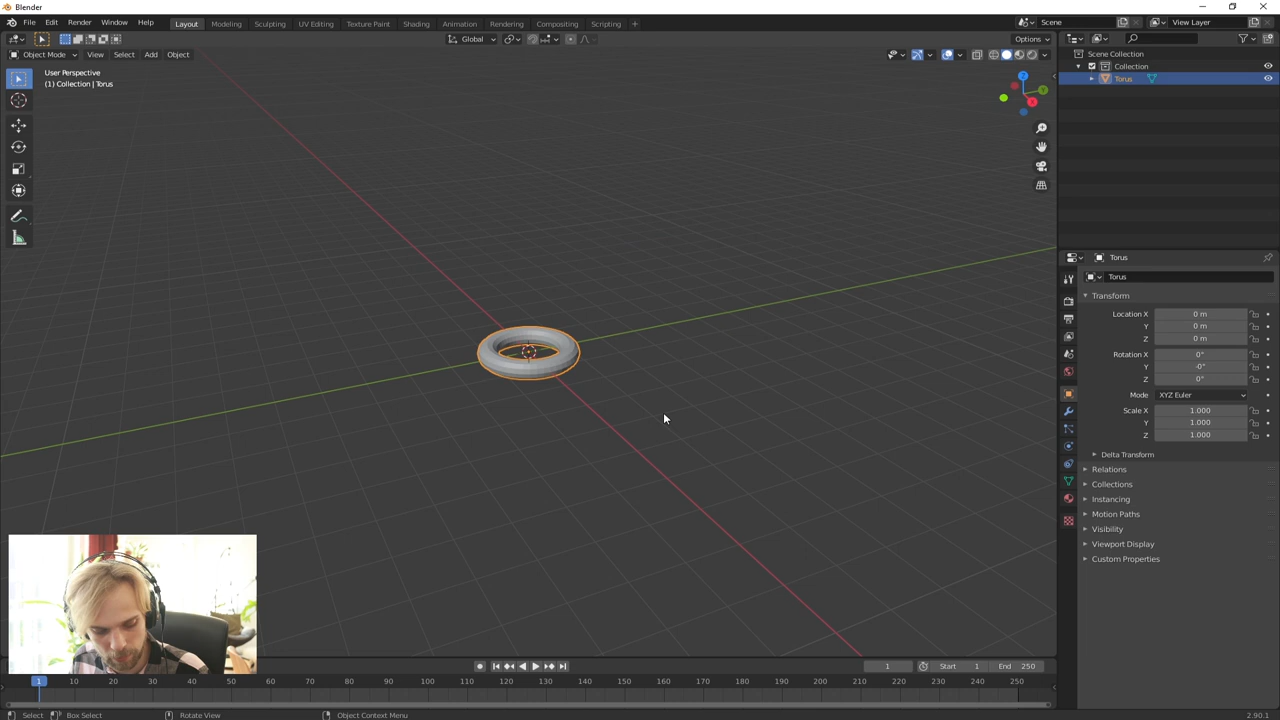 Blender
File Edit Render Window Help Layout Modeling Sculpting UV Editing Texture Paint Shading Animation Rendering Compositing Scripting + Scene View Layer
Global Options
Object Mode View Select Add Object
User Perspective
(1) Collection | Torus
Z
Y
X
Scene Collection
Collection
Torus
Torus
Torus
Transform
Location X 0 m
Y 0 m
Z 0 m
Rotation X 0°
Y -0°
Z 0°
Mode XYZ Euler
Scale X 1.000
Y 1.000
Z 1.000
Delta Transform
Relations
Collections
Instancing
Motion Paths
Visibility
Viewport Display
Custom Properties
1 Start 1 End 250
1 10 20 30 40 50 60 70 80 90 100 110 120 130 140 150 160 170 180 190 200 210 220 230 240 250
Select Box Select Rotate View Object Context Menu 2.90.1